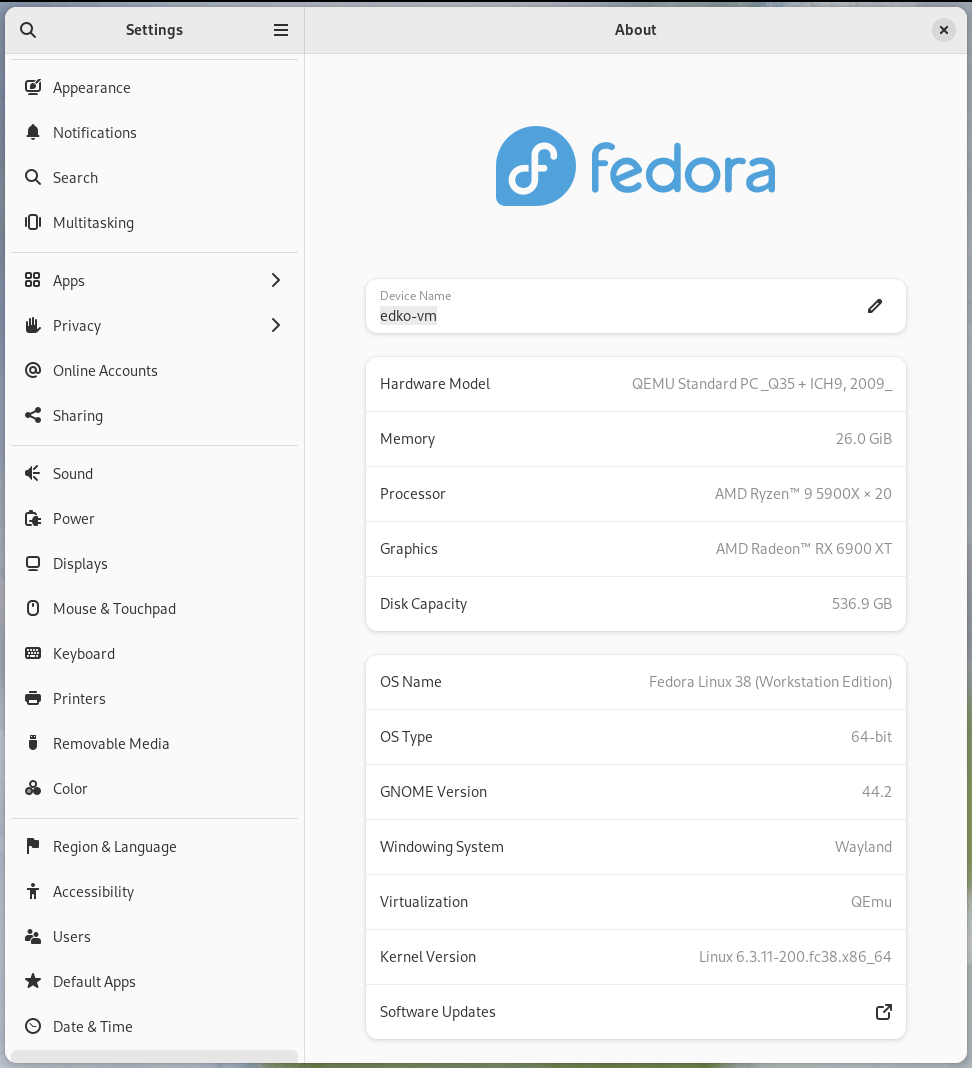 Settings
About
Appearance
Notifications
Search
Multitasking
Apps
Privacy
Online Accounts
Sharing
Sound
Power
Displays
Mouse & Touchpad
Keyboard
Printers
Removable Media
Color
Region & Language
Accessibility
Users
Default Apps
Date & Time
fedora
Device Name
edko-vm
Hardware Model QEMU Standard PC _Q35 + ICH9, 2009_
Memory 26.0 GiB
Processor AMD Ryzen™ 9 5900X × 20
Graphics AMD Radeon™ RX 6900 XT
Disk Capacity 536.9 GB
OS Name Fedora Linux 38 (Workstation Edition)
OS Type 64-bit
GNOME Version 44.2
Windowing System Wayland
Virtualization QEmu
Kernel Version Linux 6.3.11-200.fc38.x86_64
Software Updates